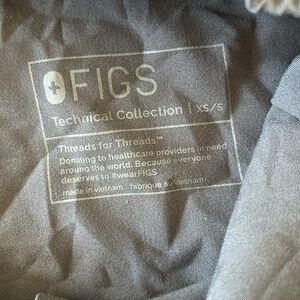 FIGS
Technical Collection | XS/S
Threads for Threads™
Donating to healthcare providers in need
around the world. Because everyone
deserves to #wearFIGS
made in vietnam · fabriqué au vietnam